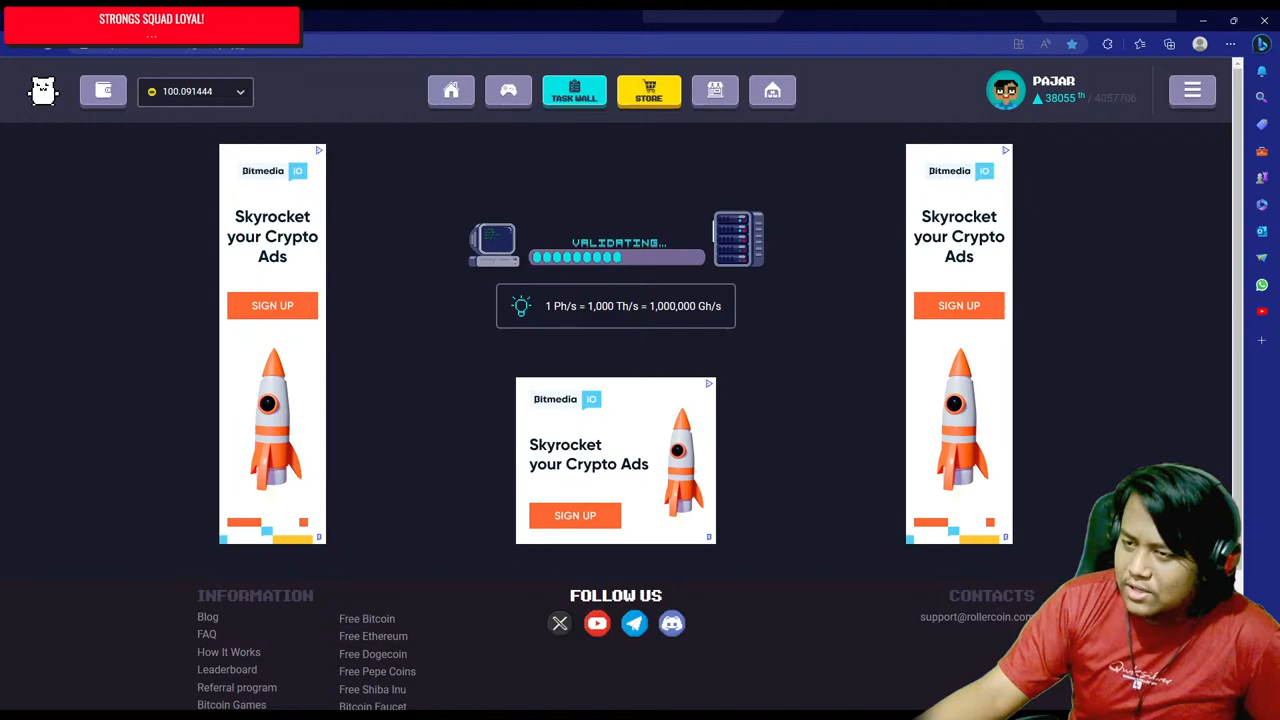 STRONGS SQUAD LOYAL!
...
100.091444
TASK WALL
STORE
PAJAR
38055 th / 4057706
Bitmedia IO
Skyrocket
your Crypto
Ads
SIGN UP
VALIDATING...
1 Ph/s = 1,000 Th/s = 1,000,000 Gh/s
Bitmedia IO
Skyrocket
your Crypto Ads
SIGN UP
Bitmedia IO
Skyrocket
your Crypto
Ads
SIGN UP
INFORMATION
Blog
FAQ
How It Works
Leaderboard
Referral program
Bitcoin Games
Free Bitcoin
Free Ethereum
Free Dogecoin
Free Pepe Coins
Free Shiba Inu
Bitcoin Faucet
FOLLOW US
CONTACTS
support@rollercoin.com